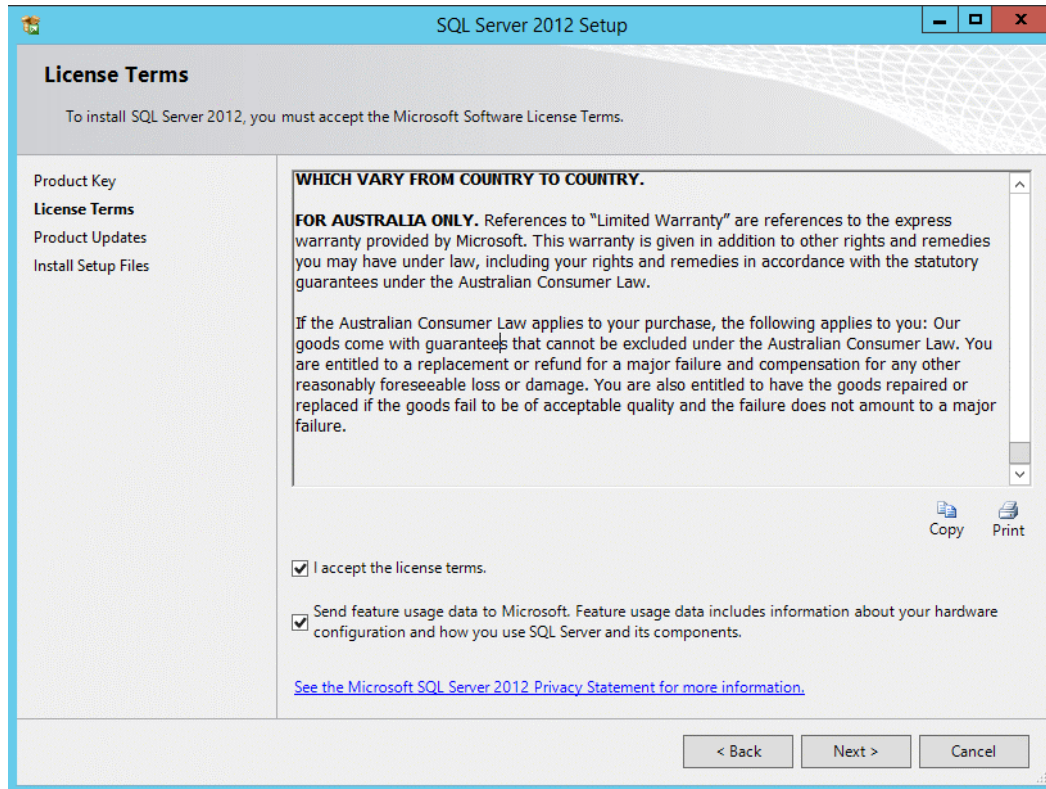 SQL Server 2012 Setup
License Terms
To install SQL Server 2012, you must accept the Microsoft Software License Terms.
Product Key
License Terms
Product Updates
Install Setup Files
WHICH VARY FROM COUNTRY TO COUNTRY.
FOR AUSTRALIA ONLY. References to “Limited Warranty” are references to the express
warranty provided by Microsoft. This warranty is given in addition to other rights and remedies
you may have under law, including your rights and remedies in accordance with the statutory
guarantees under the Australian Consumer Law.
If the Australian Consumer Law applies to your purchase, the following applies to you: Our
goods come with guarantees that cannot be excluded under the Australian Consumer Law. You
are entitled to a replacement or refund for a major failure and compensation for any other
reasonably foreseeable loss or damage. You are also entitled to have the goods repaired or
replaced if the goods fail to be of acceptable quality and the failure does not amount to a major
failure.
Copy
Print
I accept the license terms.
Send feature usage data to Microsoft. Feature usage data includes information about your hardware
configuration and how you use SQL Server and its components.
See the Microsoft SQL Server 2012 Privacy Statement for more information.
< Back
Next >
Cancel